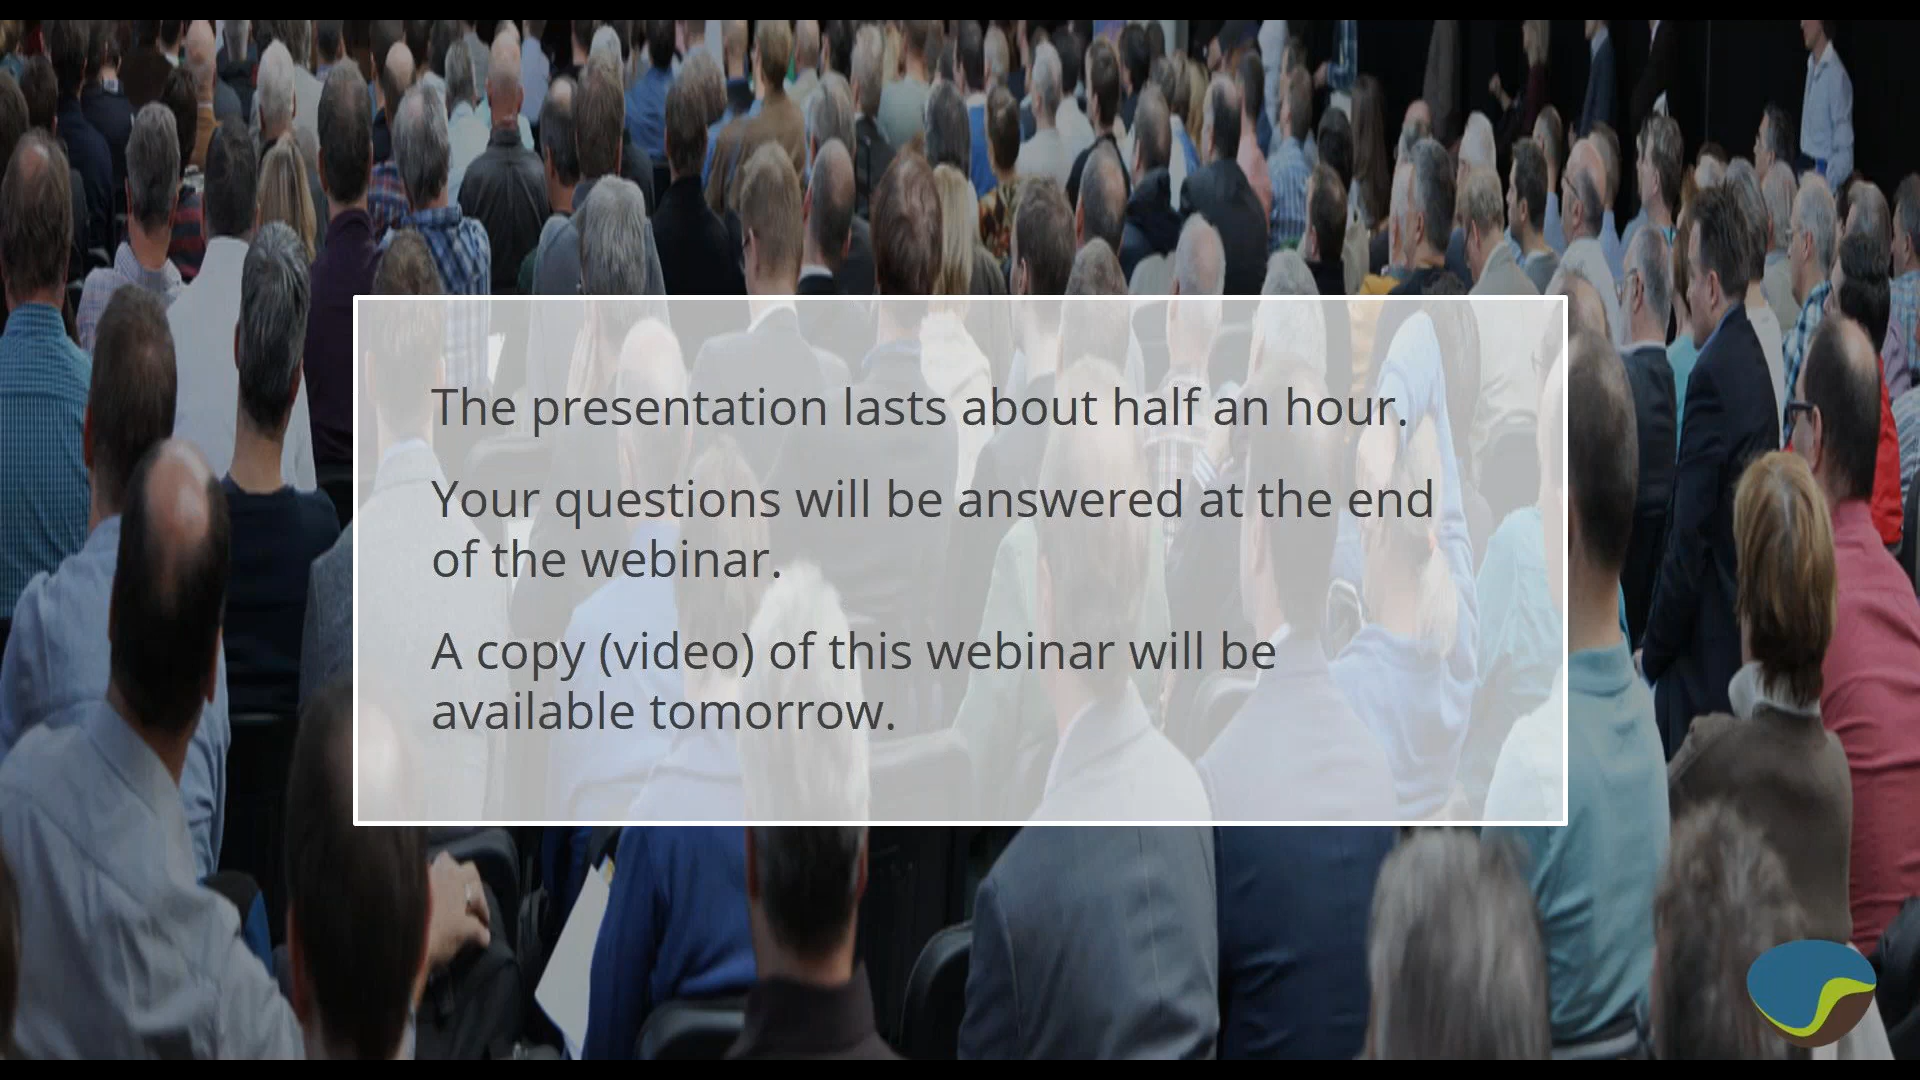 The presentation lasts about half an hour.
Your questions will be answered at the end
of the webinar.
A copy (video) of this webinar will be
available tomorrow.